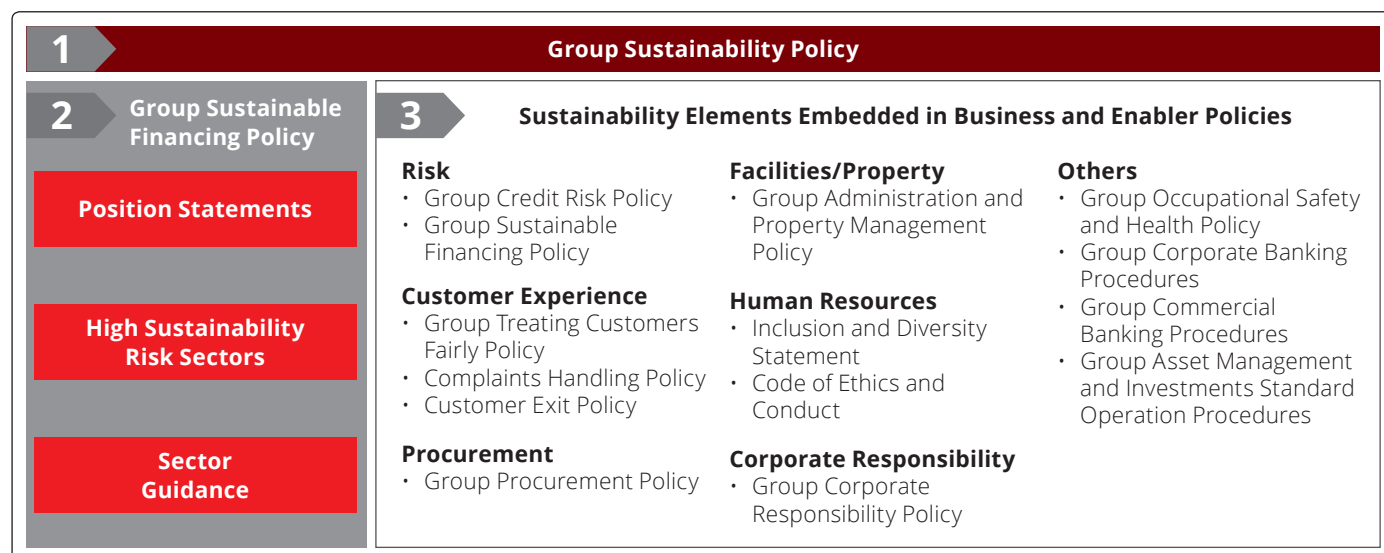 1
Group Sustainability Policy
2
Group Sustainable
Financing Policy
Position Statements
High Sustainability
Risk Sectors
Sector
Guidance
3
Sustainability Elements Embedded in Business and Enabler Policies
Risk
• Group Credit Risk Policy
• Group Sustainable
Financing Policy
Customer Experience
• Group Treating Customers
Fairly Policy
• Complaints Handling Policy
• Customer Exit Policy
Procurement
• Group Procurement Policy
Facilities/Property
• Group Administration and
Property Management
Policy
Human Resources
• Inclusion and Diversity
Statement
• Code of Ethics and
Conduct
Corporate Responsibility
• Group Corporate
Responsibility Policy
Others
• Group Occupational Safety
and Health Policy
• Group Corporate Banking
Procedures
• Group Commercial
Banking Procedures
• Group Asset Management
and Investments Standard
Operation Procedures